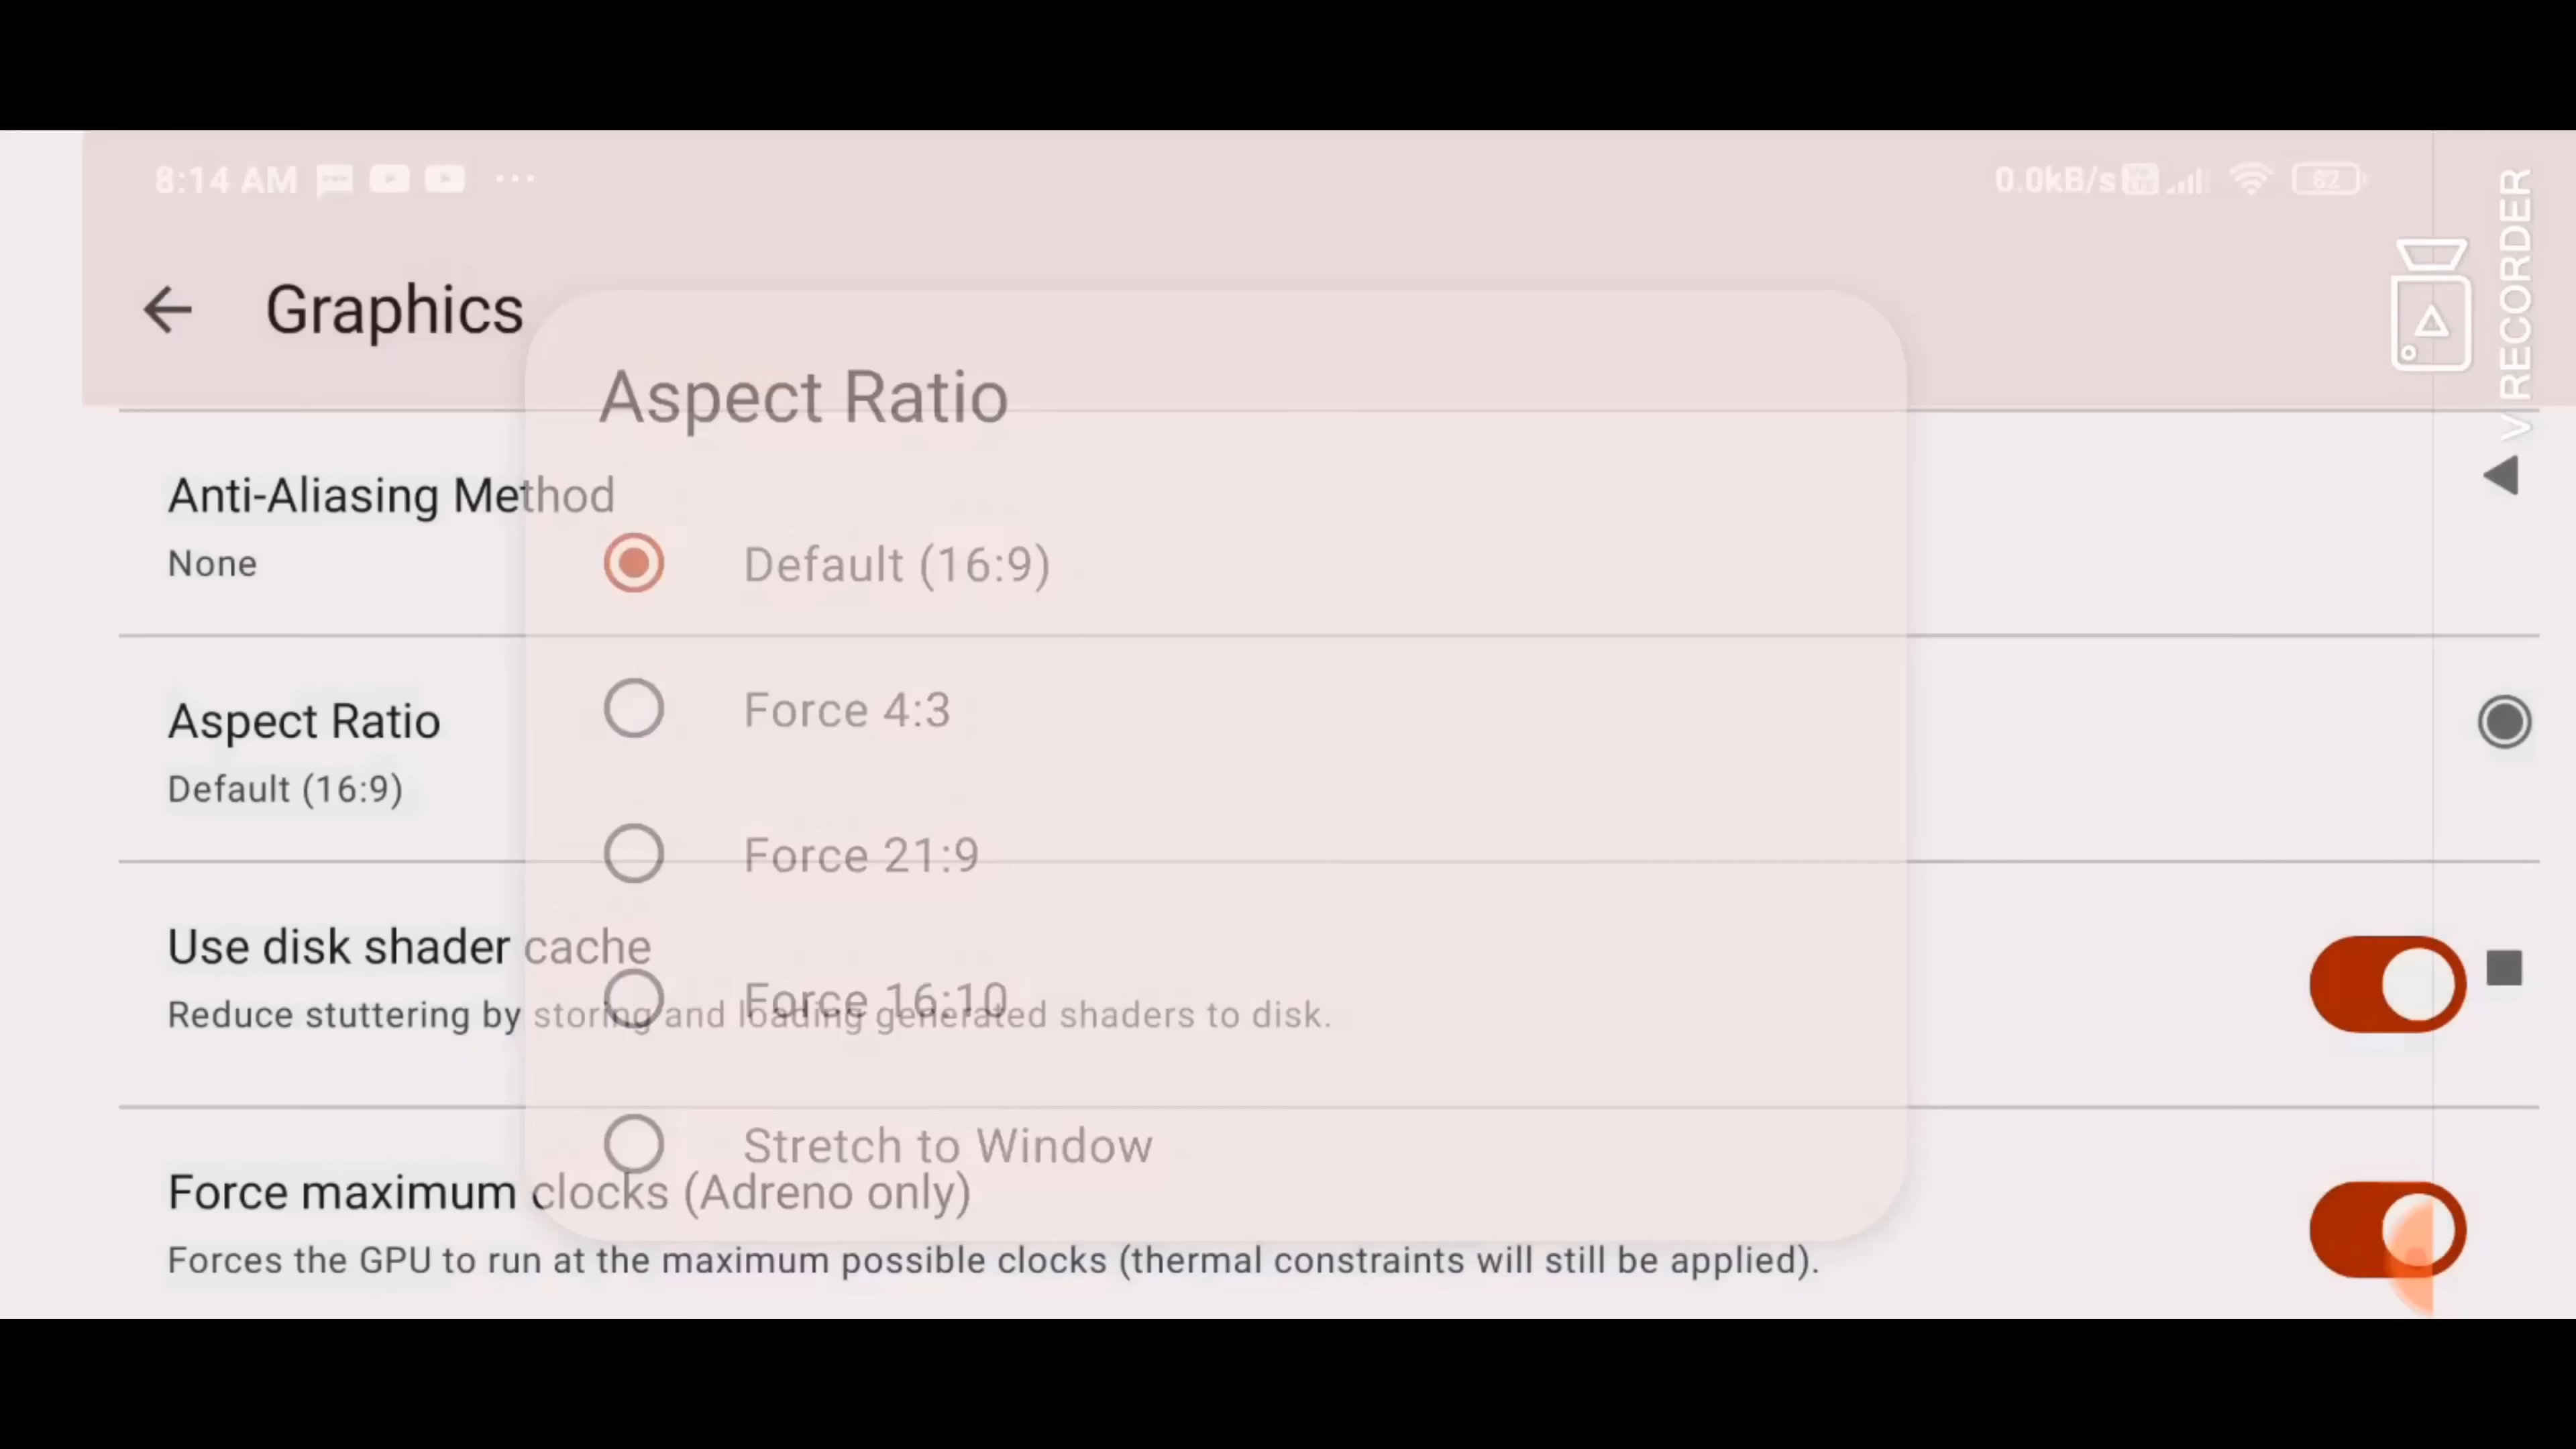 8:14 AM
0.0kB/s
82
V RECORDER
Graphics
Aspect Ratio
Anti-Aliasing Method
None
Default (16:9)
Force 4:3
Aspect Ratio
Default (16:9)
Force 21:9
Use disk shader cache
Reduce stuttering by storing and loading generated shaders to disk.
Force 16:10
Stretch to Window
Force maximum clocks (Adreno only)
Forces the GPU to run at the maximum possible clocks (thermal constraints will still be applied).